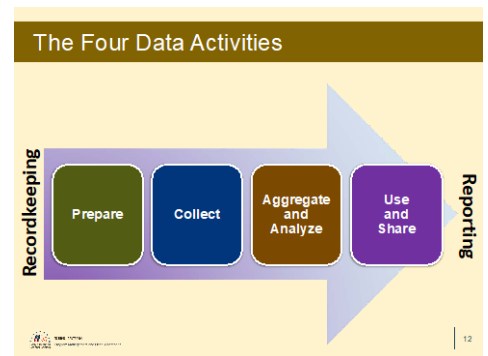 The Four Data Activities
Recordkeeping
Prepare
Collect
Aggregate
and
Analyze
Use
and
Share
Reporting
12